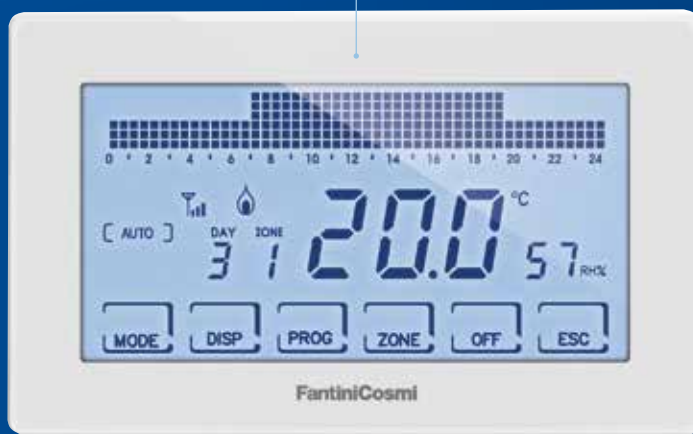 0 2 4 6 8 10 12 14 16 18 20 22 24
°C
[ AUTO ] DAY ZONE 20.0
3 1 57 RH%
MODE DISP PROG ZONE OFF ESC
FantiniCosmi